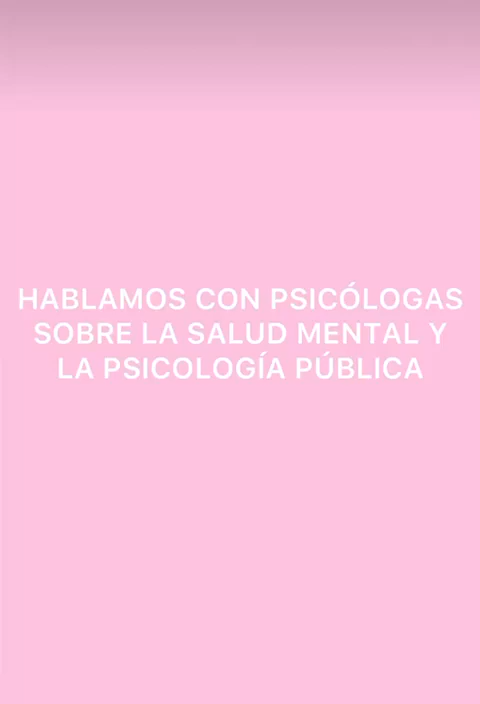 HABLAMOS CON PSICÓLOGAS
SOBRE LA SALUD MENTAL Y
LA PSICOLOGÍA PÚBLICA